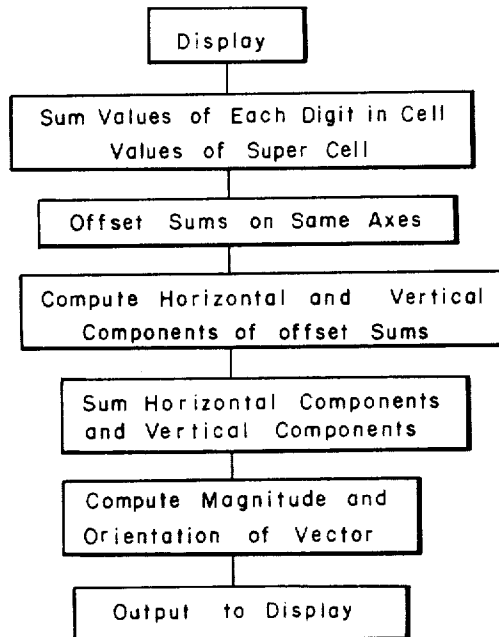 Display
Sum Values of Each Digit in Cell
Values of Super Cell
Offset Sums on Same Axes
Compute Horizontal and Vertical
Components of offset Sums
Sum Horizontal Components
and Vertical Components
Compute Magnitude and
Orientation of Vector
Output to Display